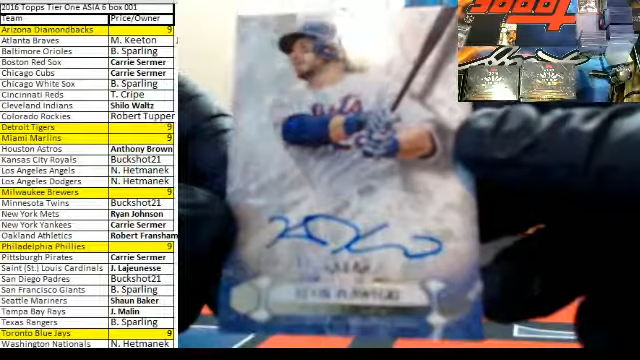 2016 Topps Tier One ASIA 6 box 001
Team Price/Owner
Arizona Diamondbacks 9
Atlanta Braves M. Keeton
Baltimore Orioles B. Sparling
Boston Red Sox Carrie Sermer
Chicago Cubs Carrie Sermer
Chicago White Sox B. Sparling
Cincinnati Reds T. Cripe
Cleveland Indians Shilo Waltz
Colorado Rockies Robert Tupper
Detroit Tigers 9
Miami Marlins 9
Houston Astros Anthony Brown
Kansas City Royals Buckshot21
Los Angeles Angels N. Hetmanek
Los Angeles Dodgers N. Hetmanek
Milwaukee Brewers 9
Minnesota Twins Buckshot21
New York Mets Ryan Johnson
New York Yankees Carrie Sermer
Oakland Athletics Robert Fransham
Philadelphia Phillies 9
Pittsburgh Pirates Carrie Sermer
Saint (St.) Louis Cardinals J. Lajeunesse
San Diego Padres Buckshot21
San Francisco Giants B. Sparling
Seattle Mariners Shaun Baker
Tampa Bay Rays J. Malin
Texas Rangers B. Sparling
Toronto Blue Jays 9
Washington Nationals N. Hetmanek